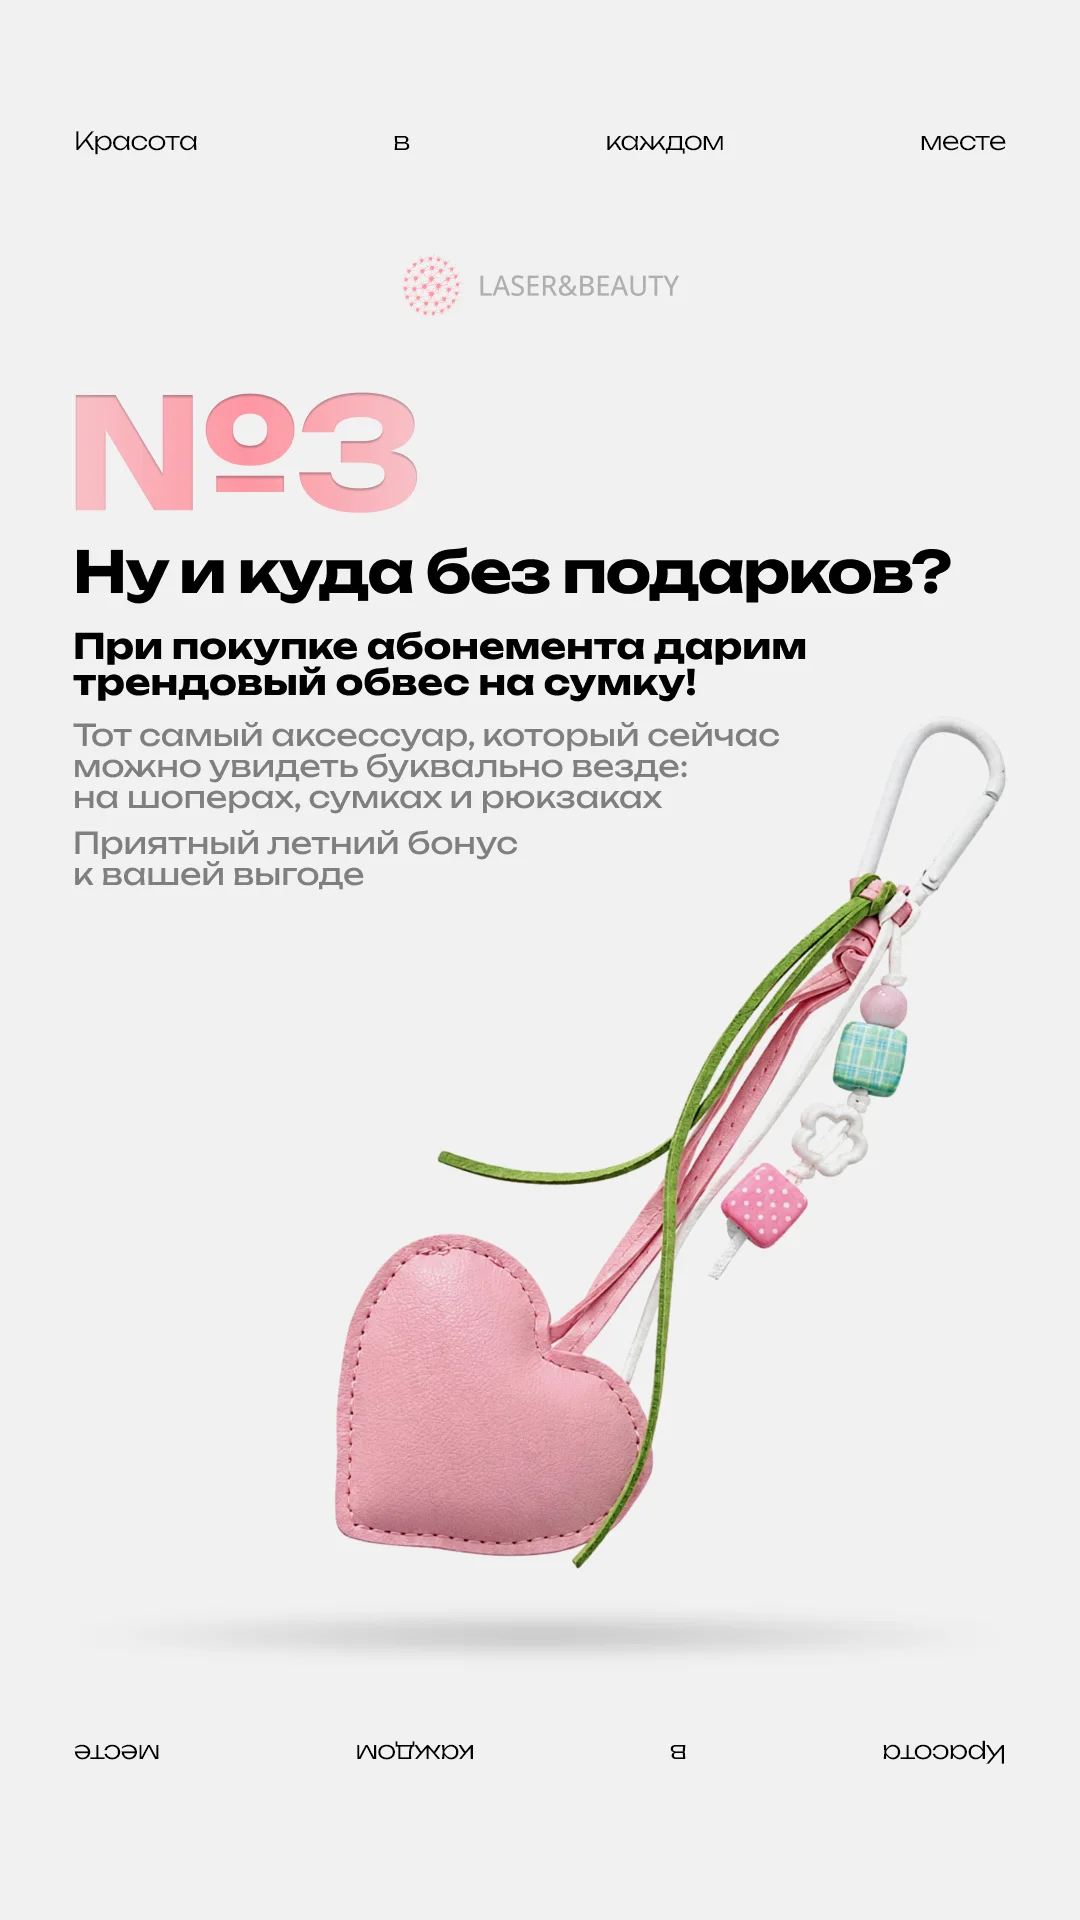 Красота в каждом месте
LASER&BEAUTY
№3
Ну и куда без подарков?
При покупке абонемента дарим
трендовый обвес на сумку!
Тот самый аксессуар, который сейчас
можно увидеть буквально везде:
на шоперах, сумках и рюкзаках
Приятный летний бонус
к вашей выгоде
Красота в каждом месте